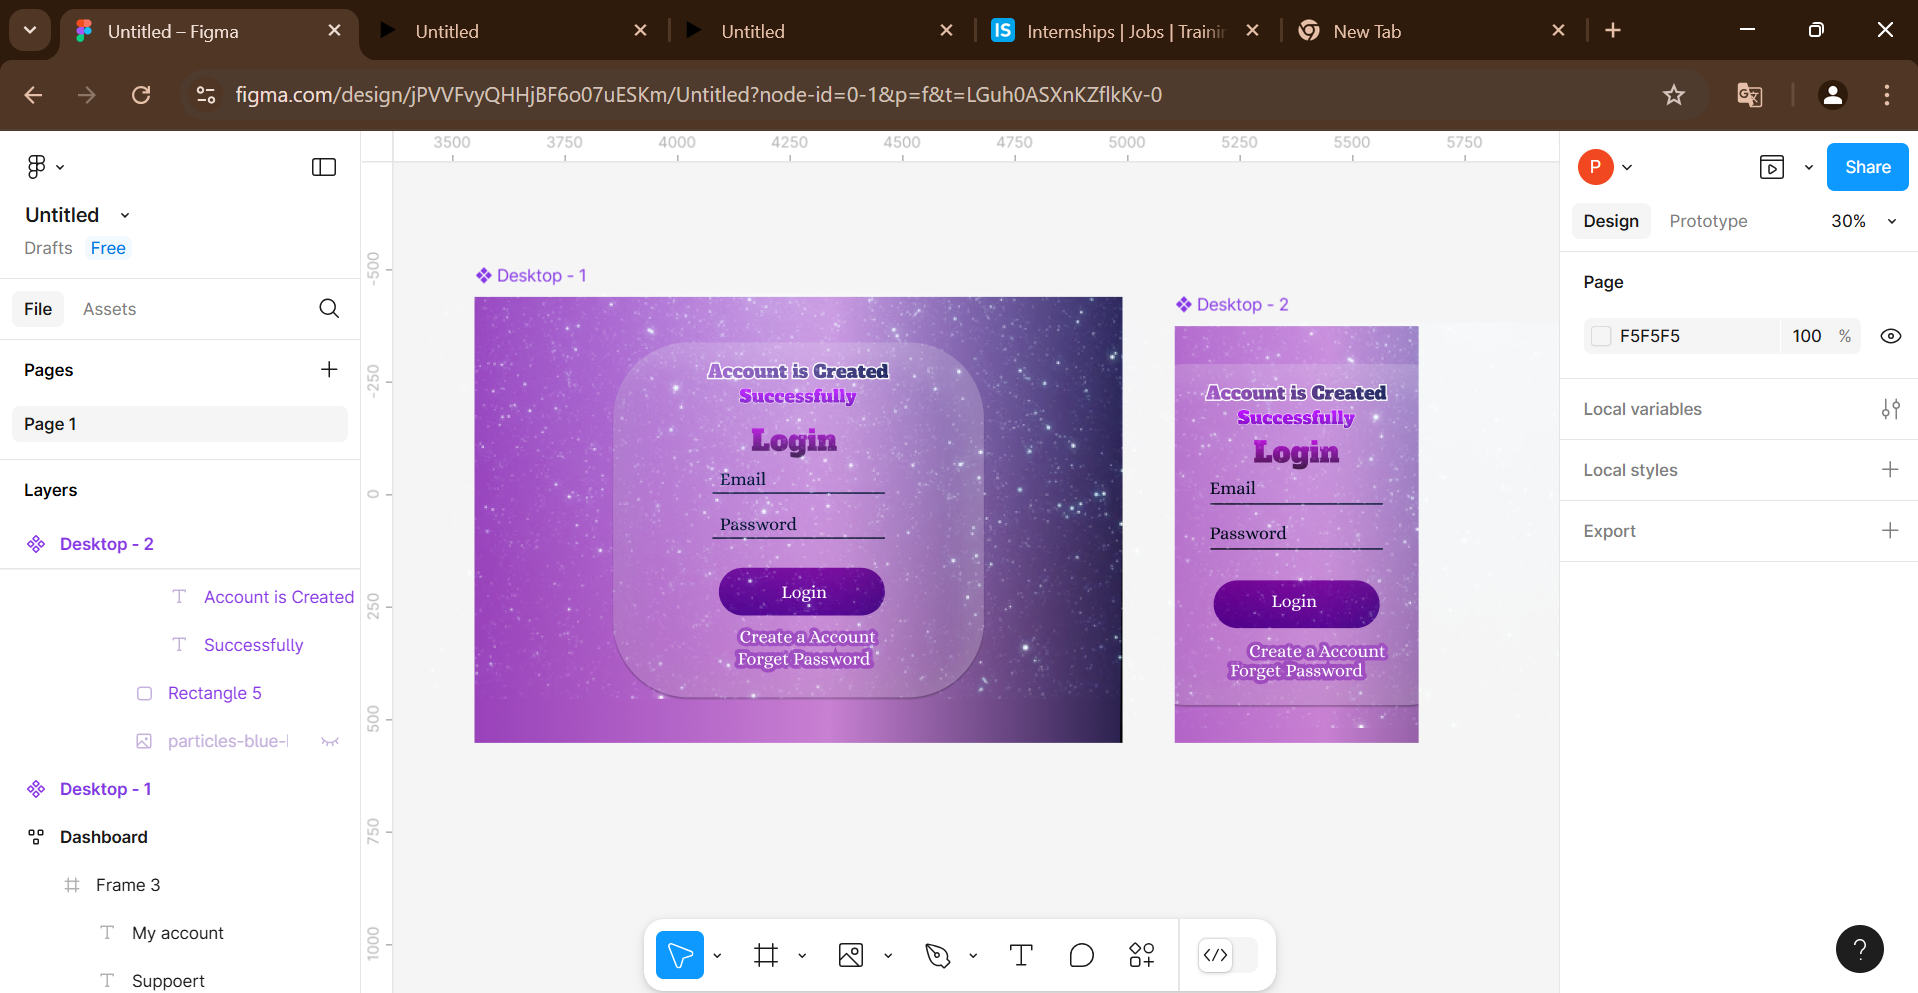 Untitled – Figma
Untitled
Untitled
Internships | Jobs | Trainin
New Tab
figma.com/design/jPVVFvyQHHjBF6o07uESKm/Untitled?node-id=0-1&p=f&t=LGuh0ASXnKZflkKv-0
Untitled
Drafts Free
File Assets
Pages
Page 1
Layers
Desktop - 2
Account is Created
Successfully
Rectangle 5
particles-blue-
Desktop - 1
Dashboard
Frame 3
My account
Suppoert
3500 3750 4000 4250 4500 4750 5000 5250 5500 5750
-500
-250
0
250
500
750
1000
Desktop - 1
Account is Created
Successfully
Login
Email
Password
Login
Create a Account
Forget Password
Desktop - 2
Account is Created
Successfully
Login
Email
Password
Login
Create a Account
Forget Password
P
Share
Design Prototype 30%
Page
F5F5F5 100 %
Local variables
Local styles
Export
?